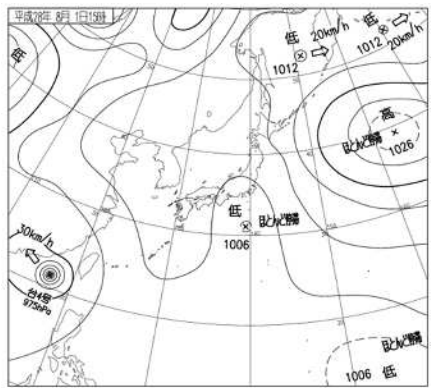 平成28年 8月 1日15時
低
低
20km/h
1012
低
1012
20km/h
高
ほとんど停滞
1026
低
ほとんど停滞
1006
30km/h
台4号
975hPa
ほとんど停滞
1006 低